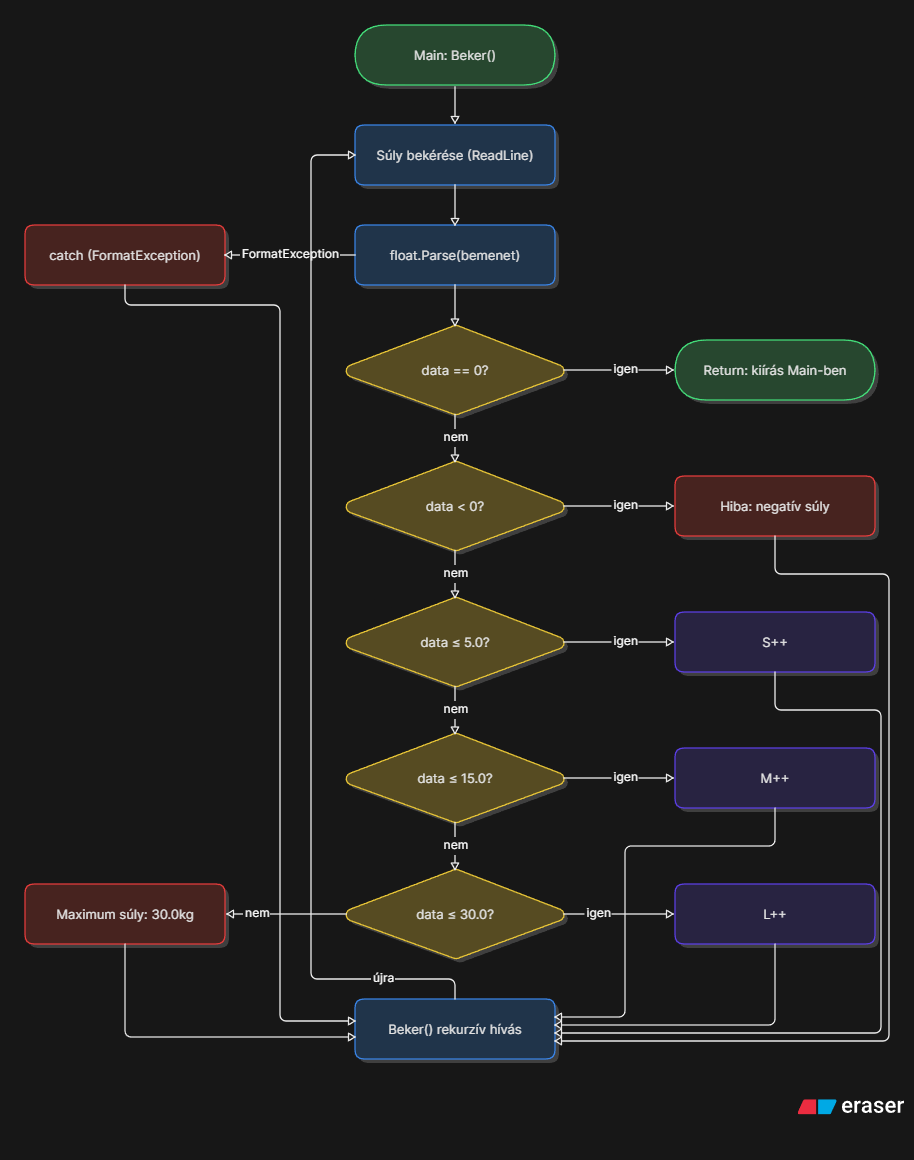 Main: Beker()
Súly bekérése (ReadLine)
catch (FormatException)
FormatException
float.Parse(bemenet)
data == 0?
igen
Return: kiírás Main-ben
nem
data < 0?
igen
Hiba: negatív súly
nem
data ≤ 5.0?
igen
S++
nem
data ≤ 15.0?
igen
M++
nem
Maximum súly: 30.0kg
nem
data ≤ 30.0?
igen
L++
újra
Beker() rekurzív hívás
eraser